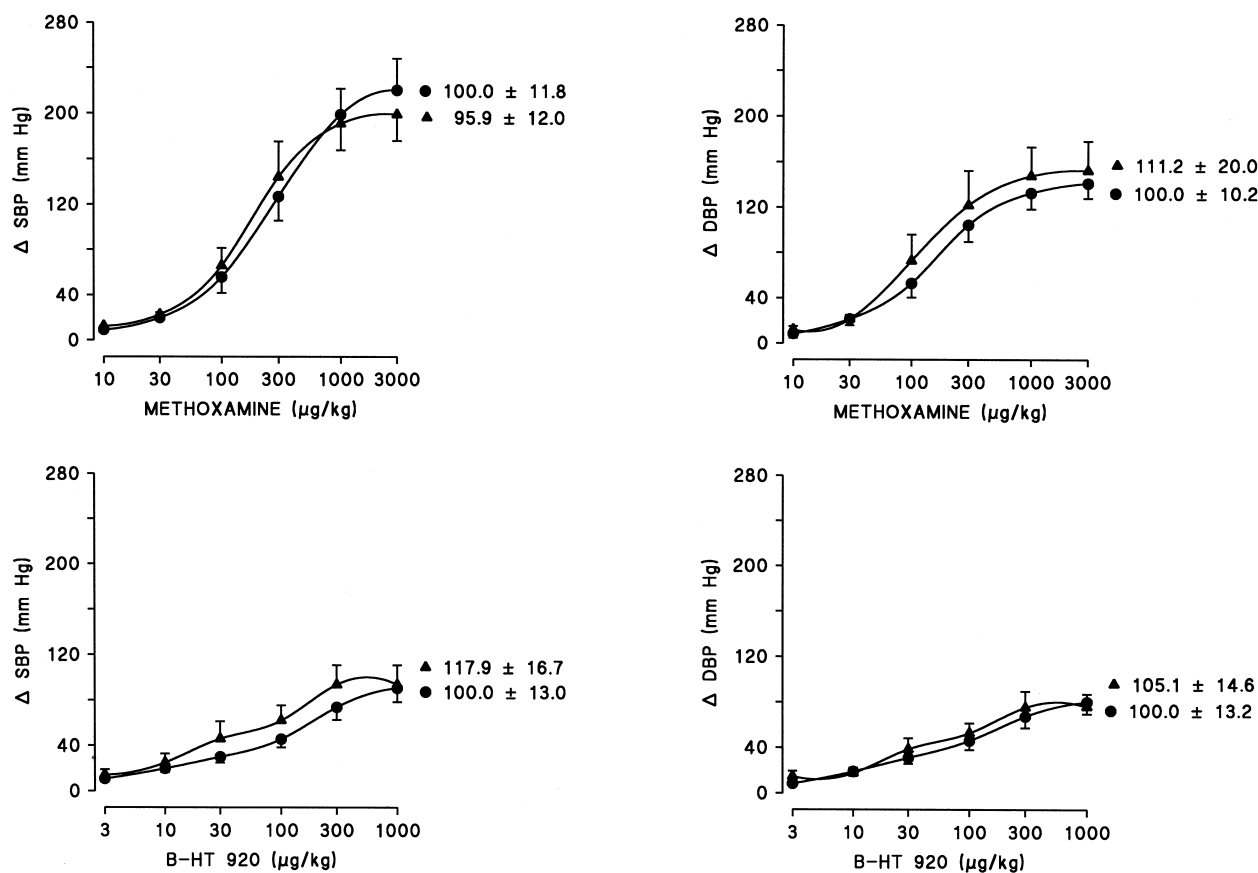 280
200
120
40
0
Δ SBP (mm Hg)
● 100.0 ± 11.8
▲ 95.9 ± 12.0
10 30 100 300 1000 3000
METHOXAMINE (µg/kg)
280
200
120
40
0
Δ DBP (mm Hg)
▲ 111.2 ± 20.0
● 100.0 ± 10.2
10 30 100 300 1000 3000
METHOXAMINE (µg/kg)
280
200
120
40
0
Δ SBP (mm Hg)
▲ 117.9 ± 16.7
● 100.0 ± 13.0
3 10 30 100 300 1000
B-HT 920 (µg/kg)
280
200
120
40
0
Δ DBP (mm Hg)
▲ 105.1 ± 14.6
● 100.0 ± 13.2
3 10 30 100 300 1000
B-HT 920 (µg/kg)